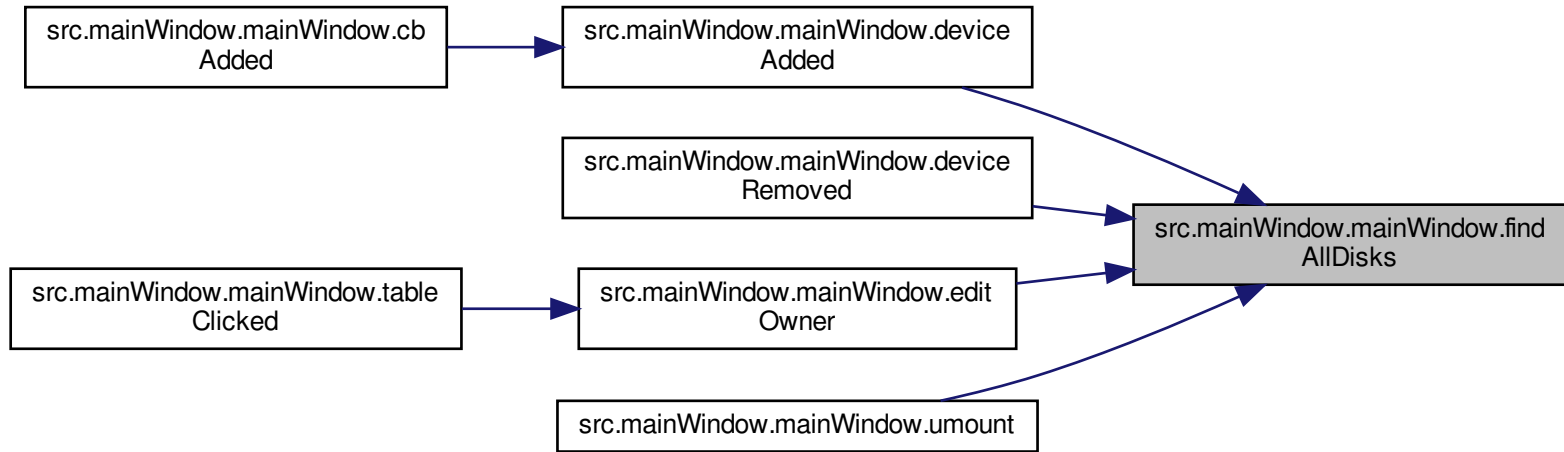 src.mainWindow.mainWindow.cb
Added
src.mainWindow.mainWindow.device
Added
src.mainWindow.mainWindow.device
Removed
src.mainWindow.mainWindow.find
AllDisks
src.mainWindow.mainWindow.table
Clicked
src.mainWindow.mainWindow.edit
Owner
src.mainWindow.mainWindow.umount